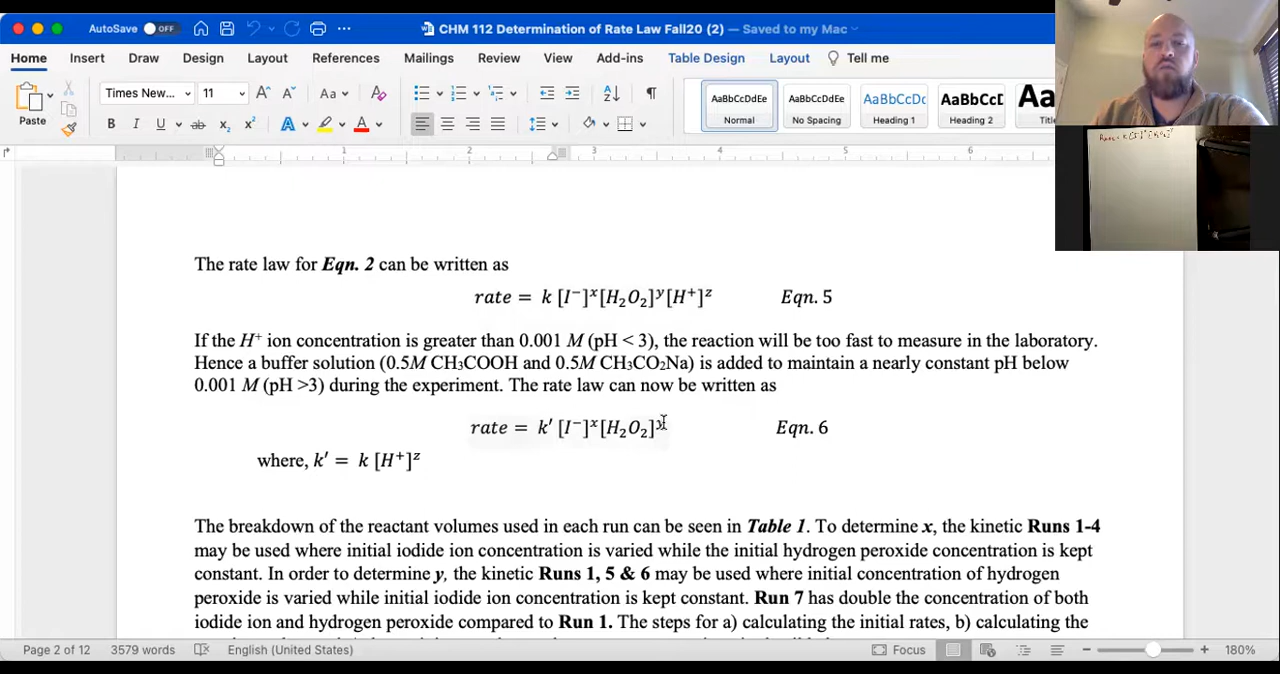 AutoSave OFF
CHM 112 Determination of Rate Law Fall20 (2) — Saved to my Mac
Home Insert Draw Design Layout References Mailings Review View Add-ins Table Design Layout Tell me
Paste
Times New... 11
AaBbCcDdEe AaBbCcDdEe AaBbCcDc AaBbCcE AaB
Normal No Spacing Heading 1 Heading 2 Title
1 2 3 4 5 6
The rate law for Eqn. 2 can be written as
rate = k [I⁻]ˣ[H₂O₂]ʸ[H⁺]ᶻ Eqn. 5
If the H⁺ ion concentration is greater than 0.001 M (pH < 3), the reaction will be too fast to measure in the laboratory.
Hence a buffer solution (0.5M CH₃COOH and 0.5M CH₃CO₂Na) is added to maintain a nearly constant pH below
0.001 M (pH >3) during the experiment. The rate law can now be written as
rate = k′ [I⁻]ˣ[H₂O₂]ʸ Eqn. 6
where, k′ = k [H⁺]ᶻ
The breakdown of the reactant volumes used in each run can be seen in Table 1. To determine x, the kinetic Runs 1-4
may be used where initial iodide ion concentration is varied while the initial hydrogen peroxide concentration is kept
constant. In order to determine y, the kinetic Runs 1, 5 & 6 may be used where initial concentration of hydrogen
peroxide is varied while initial iodide ion concentration is kept constant. Run 7 has double the concentration of both
iodide ion and hydrogen peroxide compared to Run 1. The steps for a) calculating the initial rates, b) calculating the
Page 2 of 12 3579 words English (United States) Focus 180%